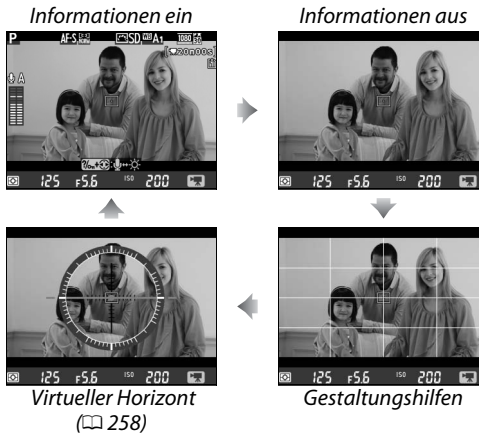 Informationen ein
Informationen aus
P AF-S SD A1 1080
[20m00s]
A
125 F5.6 ISO 200
125 F5.6 ISO 200
125 F5.6 ISO 200
125 F5.6 ISO 200
Virtueller Horizont
(258)
Gestaltungshilfen